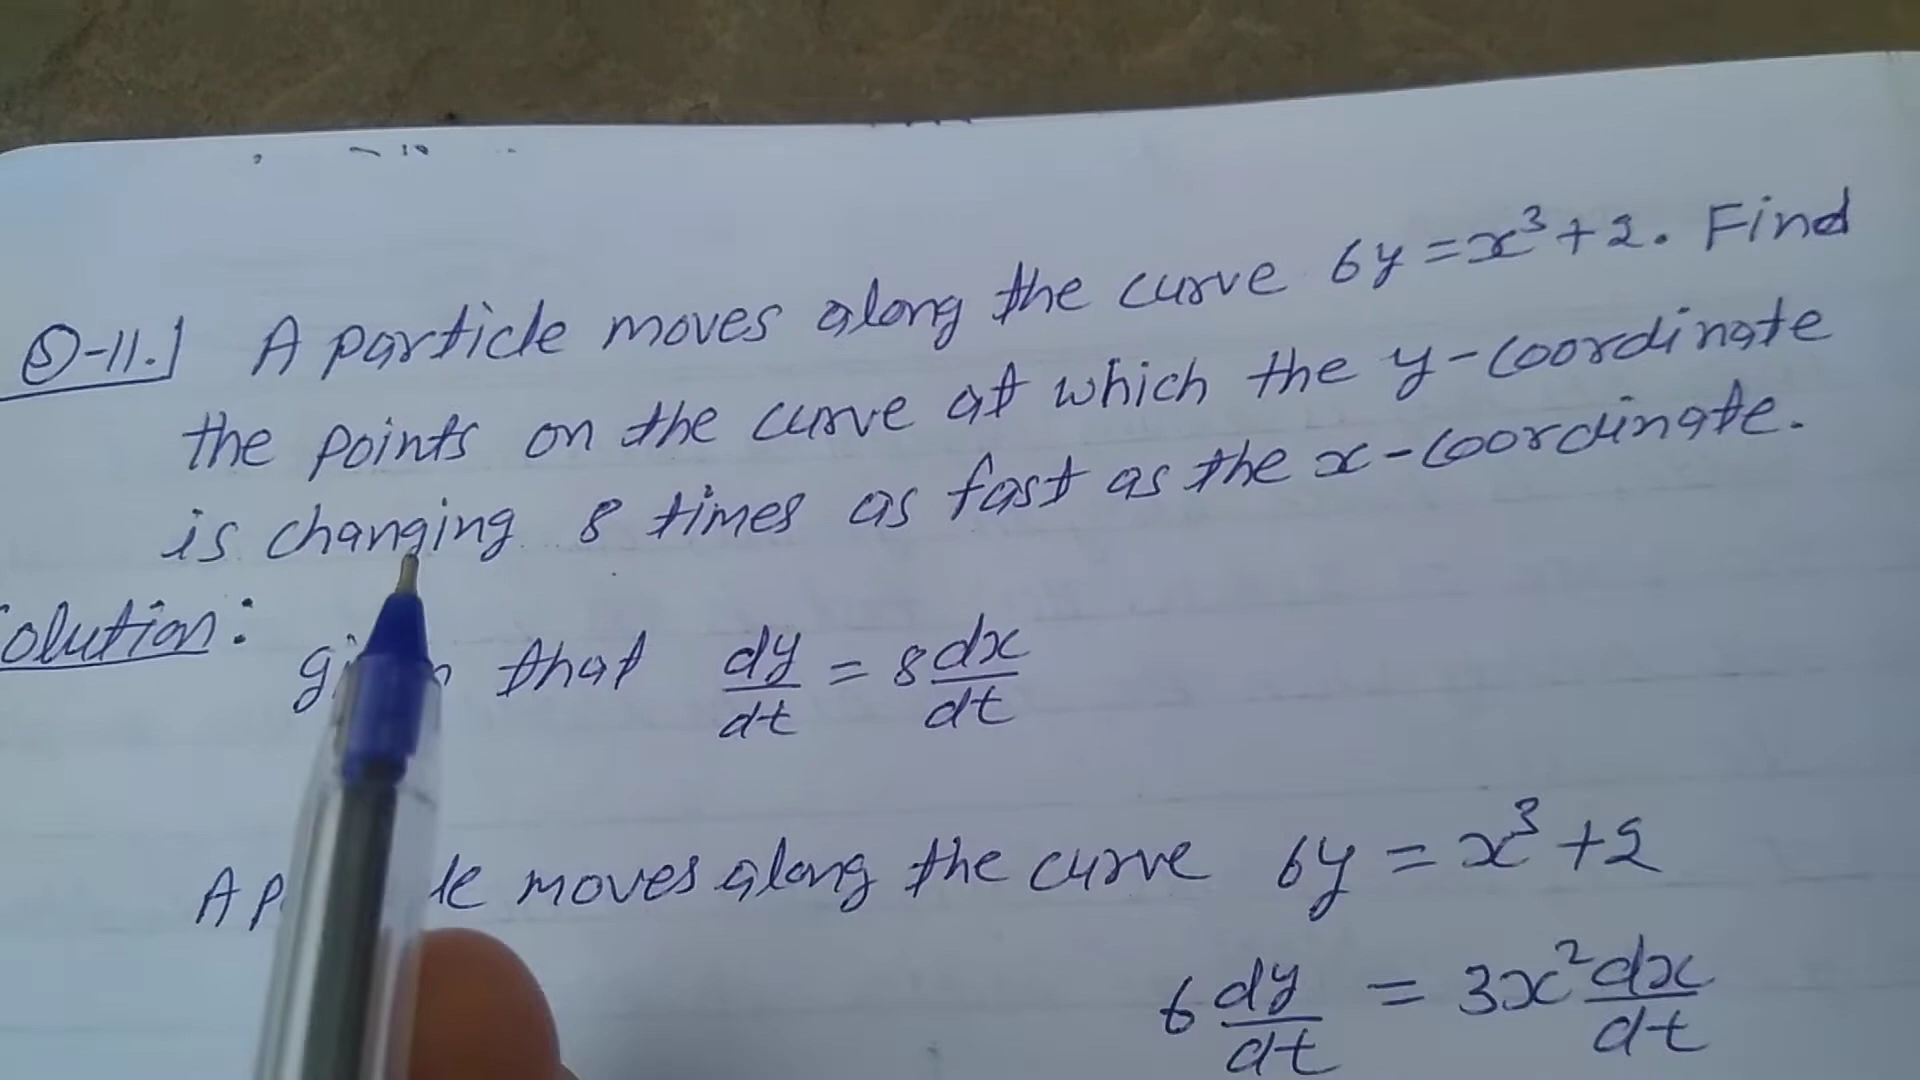 Q-11.] A particle moves along the curve 6y = x³+2. Find
the points on the curve at which the y-coordinate
is changing 8 times as fast as the x-coordinate.
olution:
that dy/dt = 8 dx/dt
A moves along the curve 6y = x³+2
6 dy/dt = 3x² dx/dt